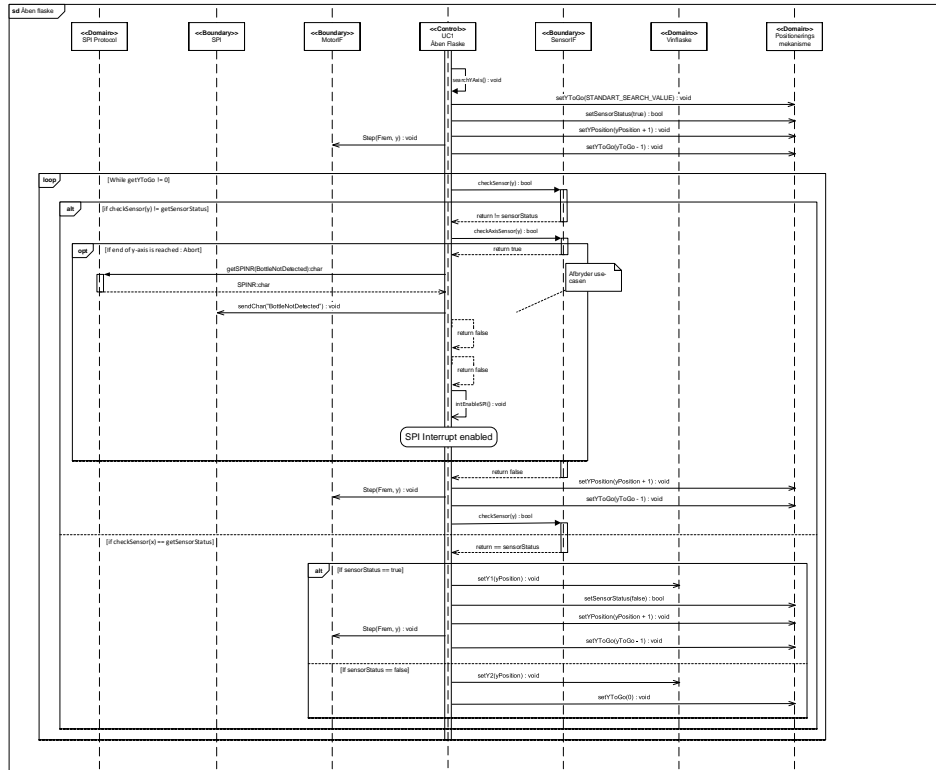 sd Åben flaske
<<Domain>>
SPI Protocol
<<Boundary>>
SPI
<<Boundary>>
MotorIF
<<Control>>
UC1
Åben Flaske
<<Boundary>>
SensorIF
<<Domain>>
Vinflaske
<<Domain>>
Positionerings
mekanisme
searchYAxis() : void
setYToGo(STANDART_SEARCH_VALUE) : void
setSensorStatus(true) : bool
setYPosition(yPosition + 1) : void
Step(Frem, y) : void
setYToGo(yToGo - 1) : void
loop
[While getYToGo != 0]
checkSensor(y) : bool
alt
[if checkSensor(y) != getSensorStatus]
return != sensorStatus
checkAxisSensor(y) : bool
opt
[If end of y-axis is reached : Abort]
return true
getSPINR(BottleNotDetected):char
Afbryder use-
casen
SPINR:char
sendChar("BottleNotDetected") : void
return false
return false
initEnableSPI() : void
SPI Interrupt enabled
return false
setYPosition(yPosition + 1) : void
Step(Frem, y) : void
setYToGo(yToGo - 1) : void
checkSensor(y) : bool
[if checkSensor(x) == getSensorStatus]
return == sensorStatus
alt
[If sensorStatus == true]
setY1(yPosition) : void
setSensorStatus(false) : bool
setYPosition(yPosition + 1) : void
Step(Frem, y) : void
setYToGo(yToGo - 1) : void
[If sensorStatus == false]
setY2(yPosition) : void
setYToGo(0) : void